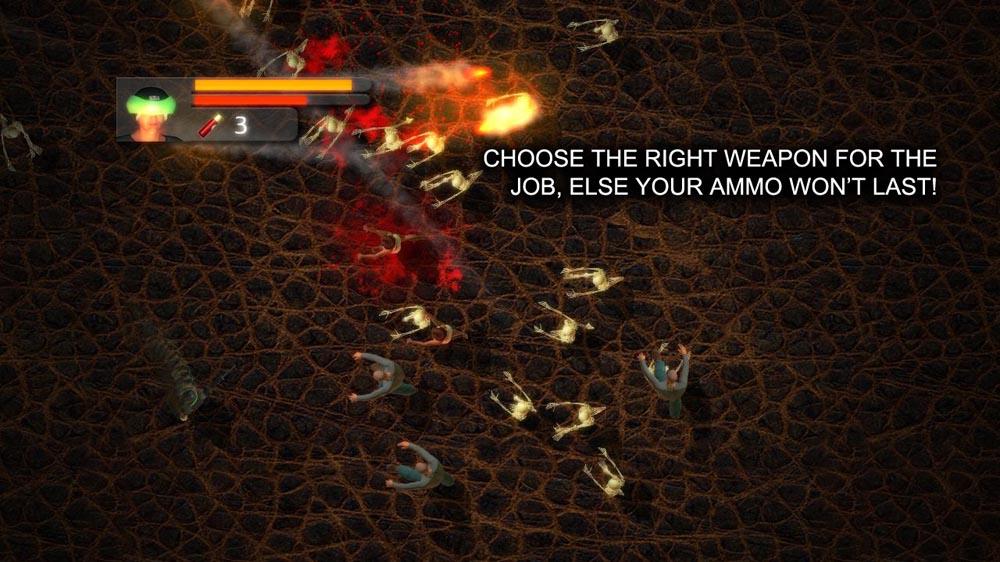 3
CHOOSE THE RIGHT WEAPON FOR THE
JOB, ELSE YOUR AMMO WON'T LAST!